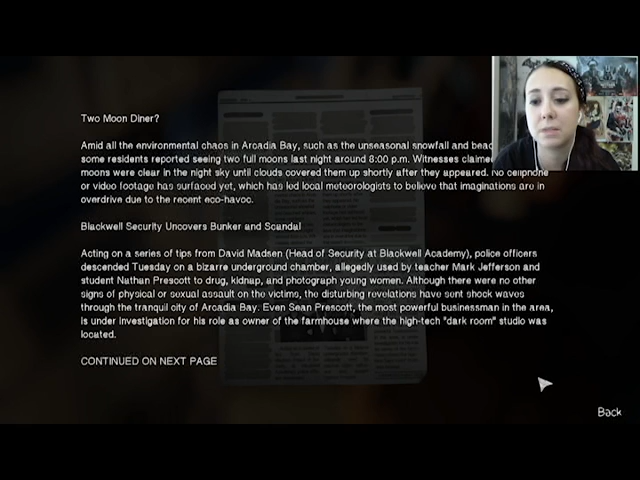 Two Moon Diner?
Amid all the environmental chaos in Arcadia Bay, such as the unseasonal snowfall and beac
some residents reported seeing two full moons last night around 8:00 p.m. Witnesses claimed
moons were clear in the night sky until clouds covered them up shortly after they appeared. No cellphone
or video footage has surfaced yet, which has led local meteorologists to believe that imaginations are in
overdrive due to the recent eco-havoc.
Blackwell Security Uncovers Bunker and Scandal
Acting on a series of tips from David Madsen (Head of Security at Blackwell Academy), police officers
descended Tuesday on a bizarre underground chamber, allegedly used by teacher Mark Jefferson and
student Nathan Prescott to drug, kidnap, and photograph young women. Although there were no other
signs of physical or sexual assault on the victims, the disturbing revelations have sent shock waves
through the tranquil city of Arcadia Bay. Even Sean Prescott, the most powerful businessman in the area,
is under investigation for his role as owner of the farmhouse where the high-tech "dark room" studio was
located.
CONTINUED ON NEXT PAGE
Back